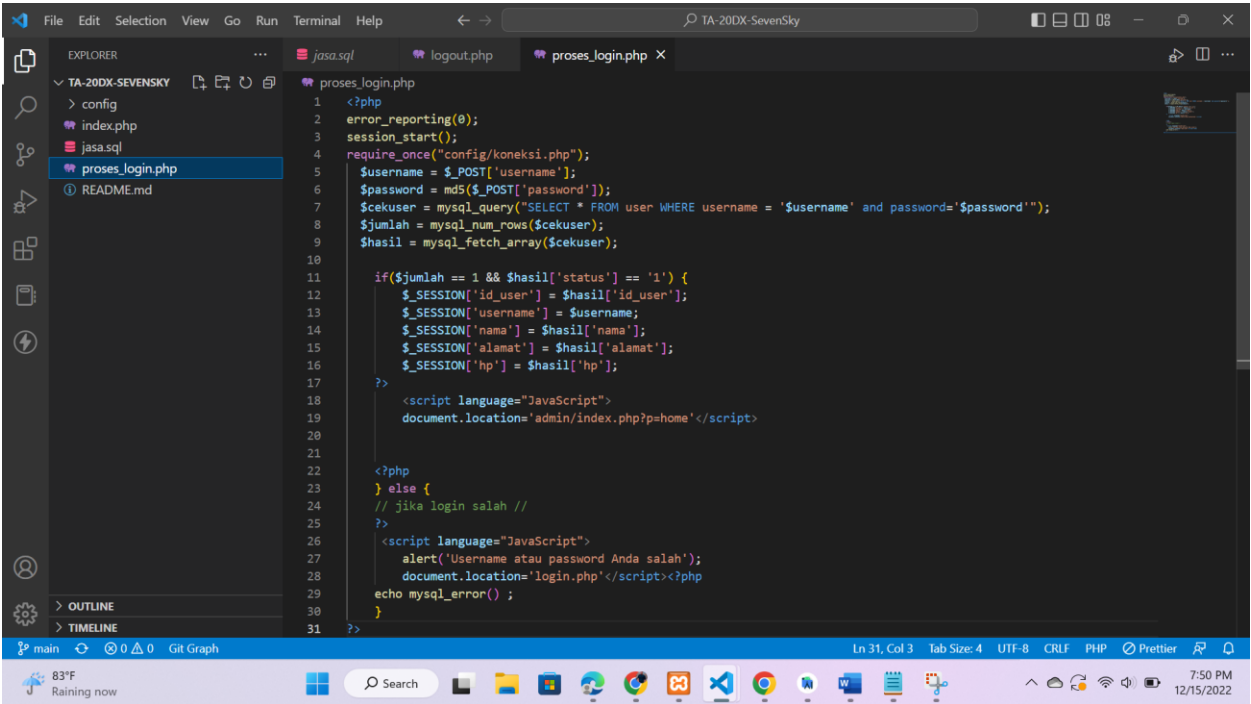 File Edit Selection View Go Run Terminal Help
TA-20DX-SevenSky
EXPLORER
TA-20DX-SEVENSKY
config
index.php
jasa.sql
proses_login.php
README.md
OUTLINE
TIMELINE
jasa.sql logout.php proses_login.php
proses_login.php
1 <?php
2 error_reporting(0);
3 session_start();
4 require_once("config/koneksi.php");
5 $username = $_POST['username'];
6 $password = md5($_POST['password']);
7 $cekuser = mysql_query("SELECT * FROM user WHERE username = '$username' and password='$password'");
8 $jumlah = mysql_num_rows($cekuser);
9 $hasil = mysql_fetch_array($cekuser);
10
11 if($jumlah == 1 && $hasil['status'] == '1') {
12 $_SESSION['id_user'] = $hasil['id_user'];
13 $_SESSION['username'] = $username;
14 $_SESSION['nama'] = $hasil['nama'];
15 $_SESSION['alamat'] = $hasil['alamat'];
16 $_SESSION['hp'] = $hasil['hp'];
17 ?>
18 <script language="JavaScript">
19 document.location='admin/index.php?p=home'</script>
20
21
22 <?php
23 } else {
24 // jika login salah //
25 ?>
26 <script language="JavaScript">
27 alert('Username atau password Anda salah');
28 document.location='login.php'</script><?php
29 echo mysql_error() ;
30 }
31 ?>
main 0 0 Git Graph Ln 31, Col 3 Tab Size: 4 UTF-8 CRLF PHP Prettier
83°F
Raining now
Search
7:50 PM
12/15/2022